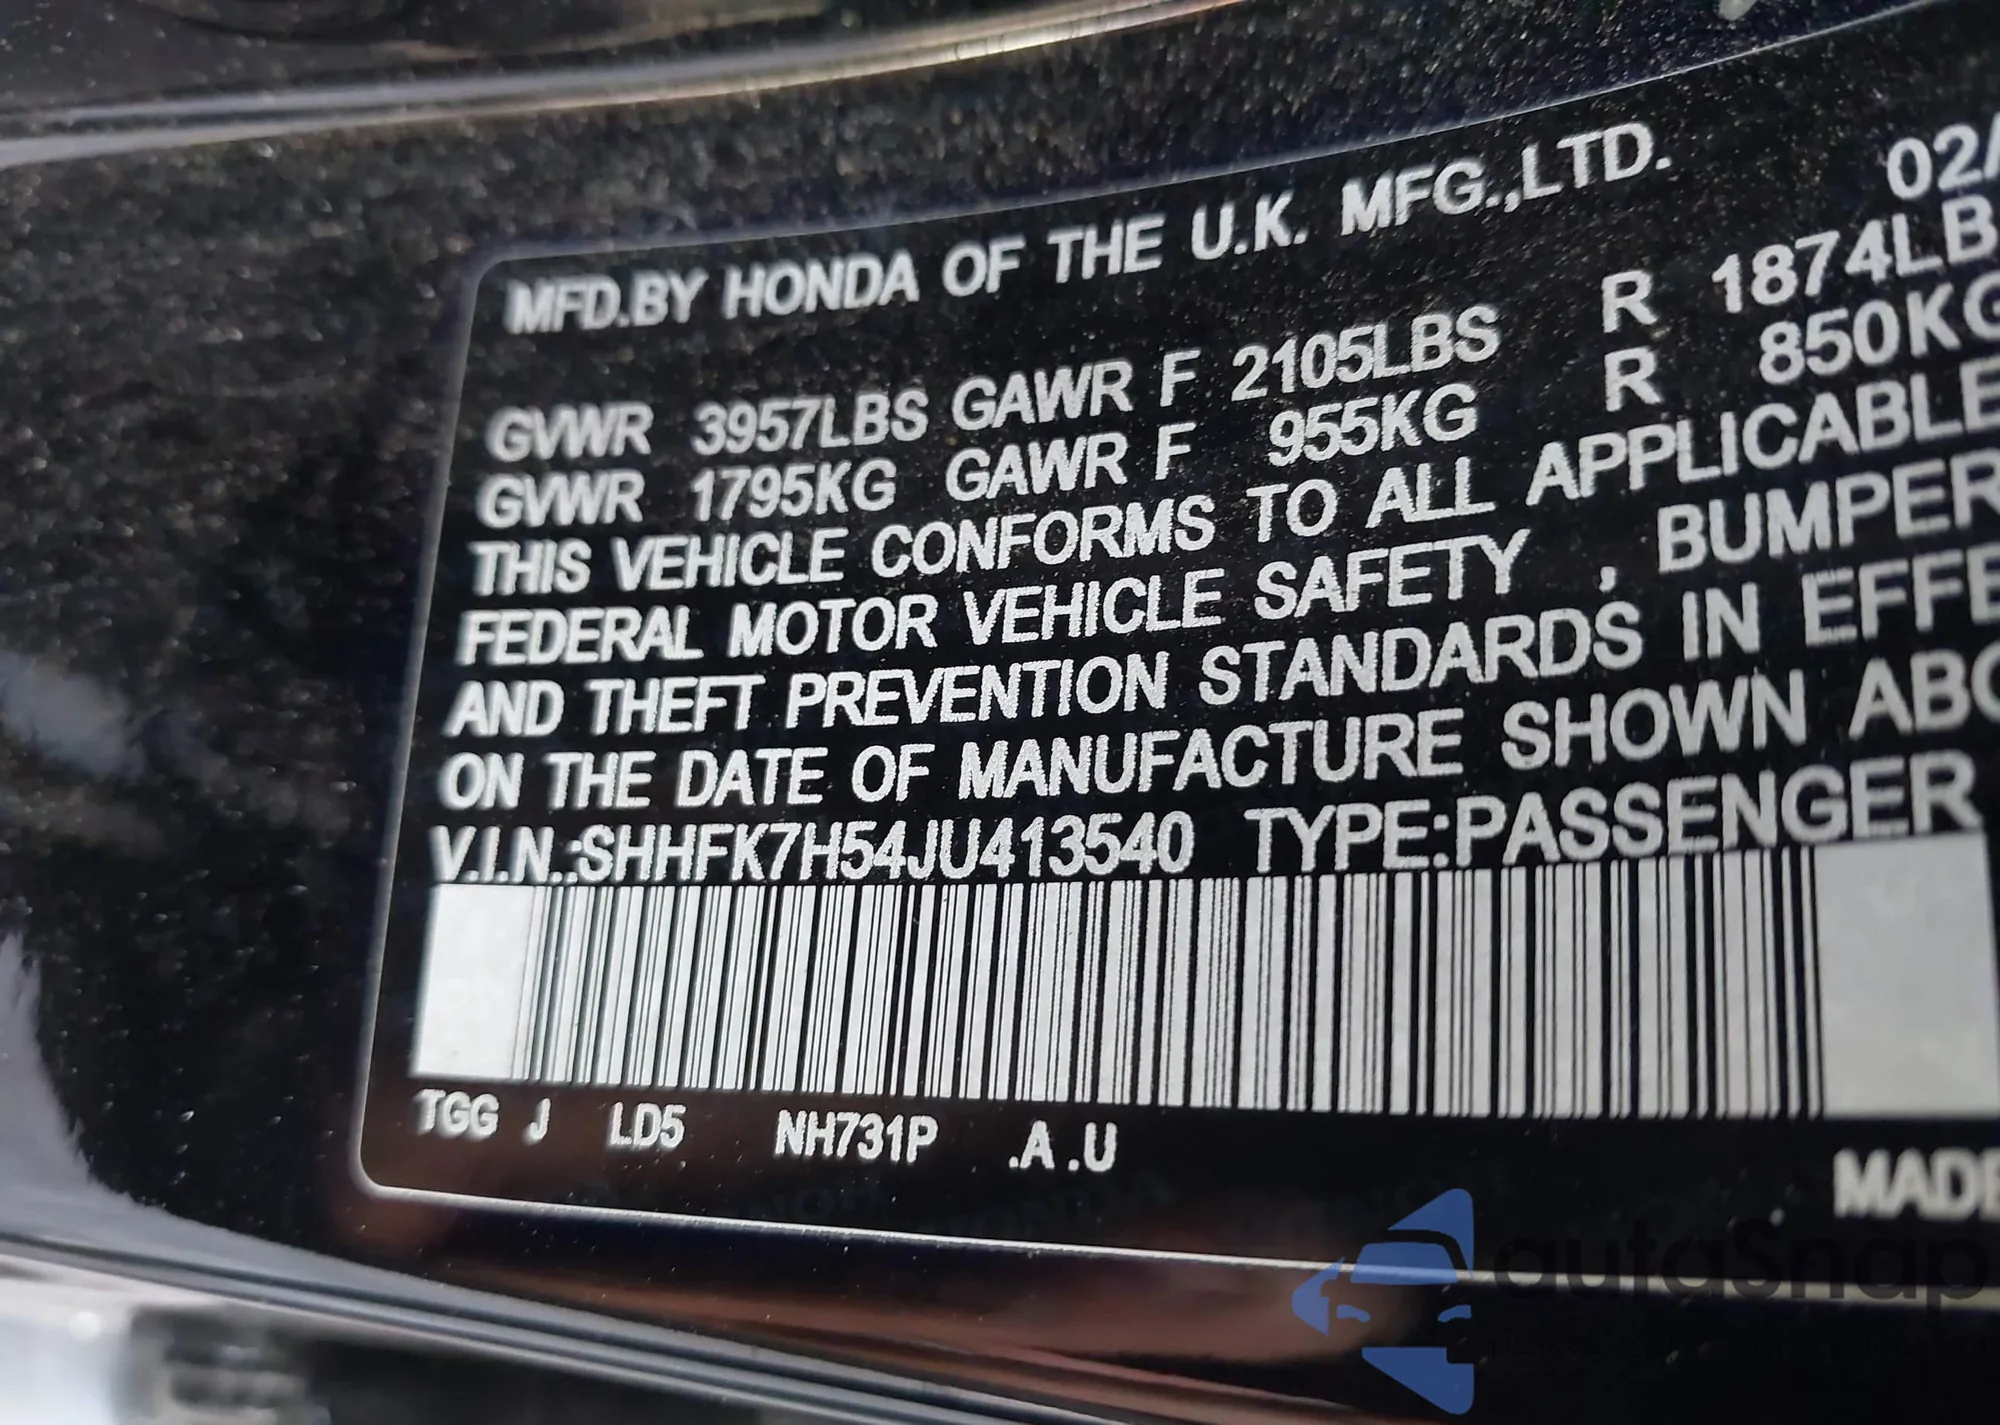 MFD.BY HONDA OF THE U.K. MFG.,LTD. 02/
GVWR 3957LBS GAWR F 2105LBS R 1874LB
GVWR 1795KG GAWR F 955KG R 850KG
THIS VEHICLE CONFORMS TO ALL APPLICABLE
FEDERAL MOTOR VEHICLE SAFETY , BUMPER
AND THEFT PREVENTION STANDARDS IN EFFE
ON THE DATE OF MANUFACTURE SHOWN ABO
V.I.N.:SHHFK7H54JU413540 TYPE:PASSENGER
TGG J LD5 NH731P .A .U
MADE
autoSnap